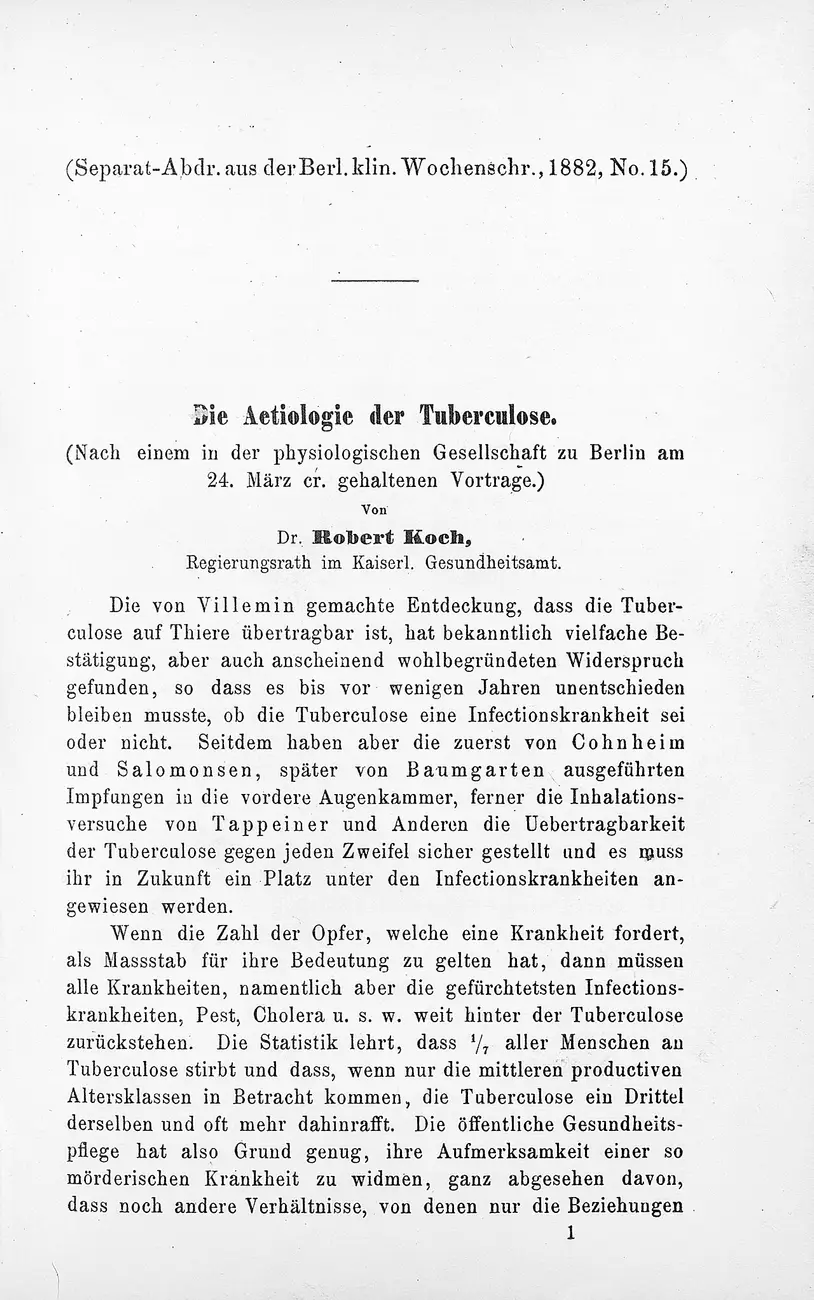 (Separat-Abdr. aus der Berl. klin. Wochenschr., 1882, No. 15.)
Die Aetiologie der Tuberculose.
(Nach einem in der physiologischen Gesellschaft zu Berlin am
24. März cr. gehaltenen Vortrage.)
Von
Dr. Robert Koch,
Regierungsrath im Kaiserl. Gesundheitsamt.
Die von Villemin gemachte Entdeckung, dass die Tuber-
culose auf Thiere übertragbar ist, hat bekanntlich vielfache Be-
stätigung, aber auch anscheinend wohlbegründeten Widerspruch
gefunden, so dass es bis vor wenigen Jahren unentschieden
bleiben musste, ob die Tuberculose eine Infectionskrankheit sei
oder nicht. Seitdem haben aber die zuerst von Cohnheim
und Salomonsen, später von Baumgarten ausgeführten
Impfungen in die vordere Augenkammer, ferner die Inhalations-
versuche von Tappeiner und Anderen die Uebertragbarkeit
der Tuberculose gegen jeden Zweifel sicher gestellt und es muss
ihr in Zukunft ein Platz unter den Infectionskrankheiten an-
gewiesen werden.
Wenn die Zahl der Opfer, welche eine Krankheit fordert,
als Massstab für ihre Bedeutung zu gelten hat, dann müssen
alle Krankheiten, namentlich aber die gefürchtetsten Infections-
krankheiten, Pest, Cholera u. s. w. weit hinter der Tuberculose
zurückstehen. Die Statistik lehrt, dass 1/7 aller Menschen an
Tuberculose stirbt und dass, wenn nur die mittleren productiven
Altersklassen in Betracht kommen, die Tuberculose ein Drittel
derselben und oft mehr dahinrafft. Die öffentliche Gesundheits-
pflege hat also Grund genug, ihre Aufmerksamkeit einer so
mörderischen Krankheit zu widmen, ganz abgesehen davon,
dass noch andere Verhältnisse, von denen nur die Beziehungen
1